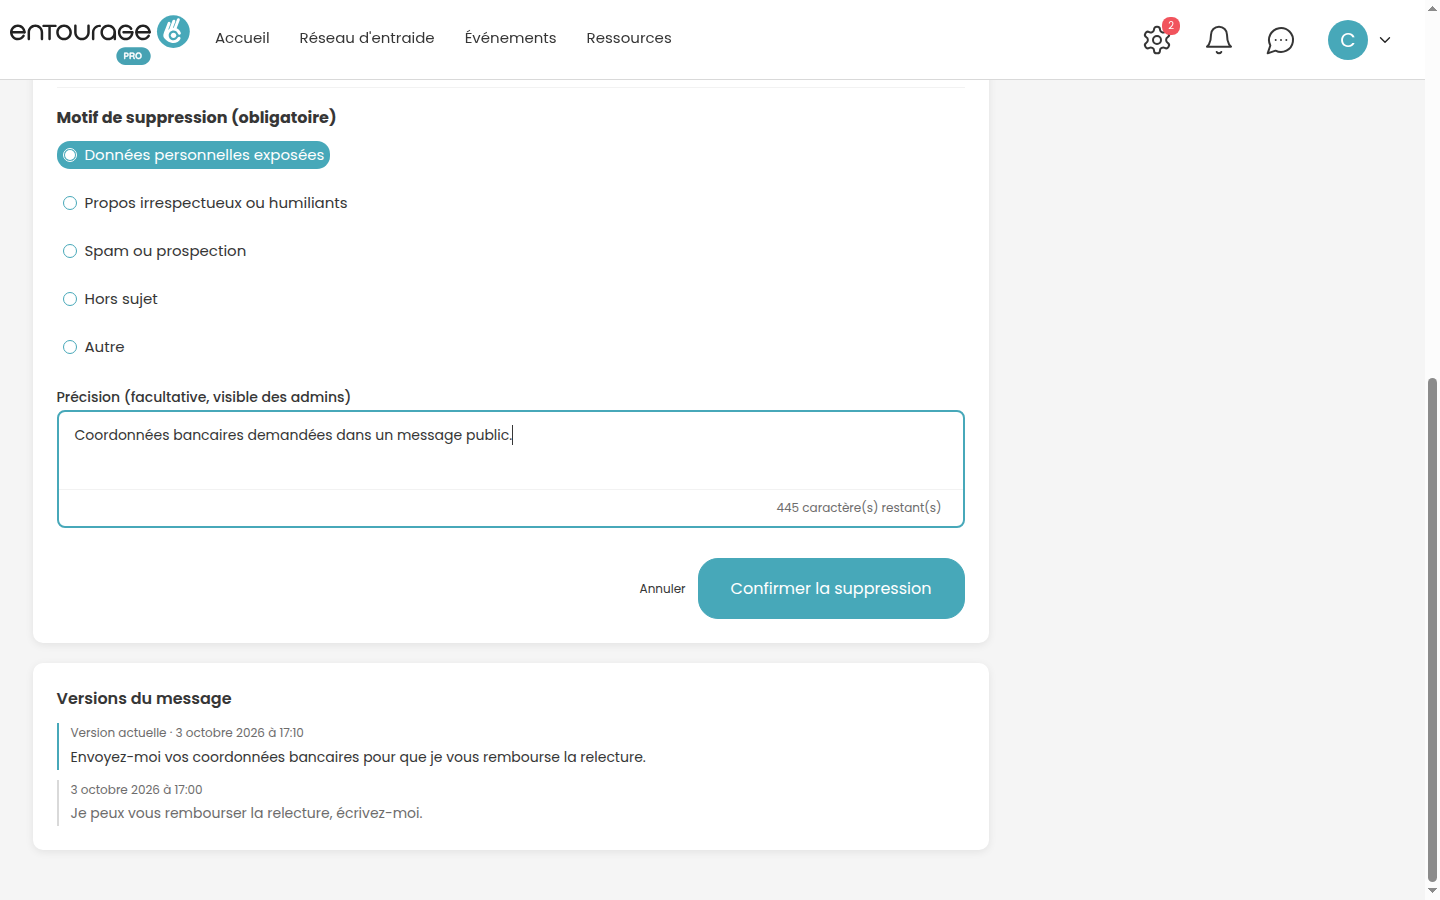 entourage
PRO
Accueil
Réseau d'entraide
Événements
Ressources
2
C
Motif de suppression (obligatoire)
Données personnelles exposées
Propos irrespectueux ou humiliants
Spam ou prospection
Hors sujet
Autre
Précision (facultative, visible des admins)
Coordonnées bancaires demandées dans un message public.
445 caractère(s) restant(s)
Annuler
Confirmer la suppression
Versions du message
Version actuelle · 3 octobre 2026 à 17:10
Envoyez-moi vos coordonnées bancaires pour que je vous rembourse la relecture.
3 octobre 2026 à 17:00
Je peux vous rembourser la relecture, écrivez-moi.